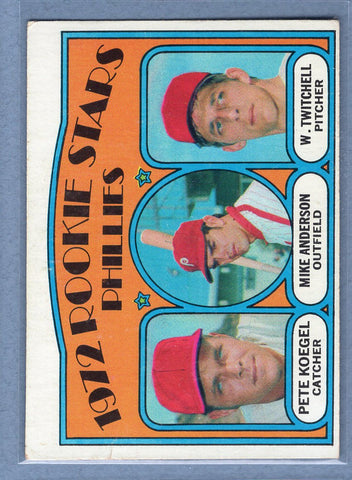 1972 ROOKIE STARS
PHILLIES
PETE KOEGEL
CATCHER
MIKE ANDERSON
OUTFIELD
W. TWITCHELL
PITCHER